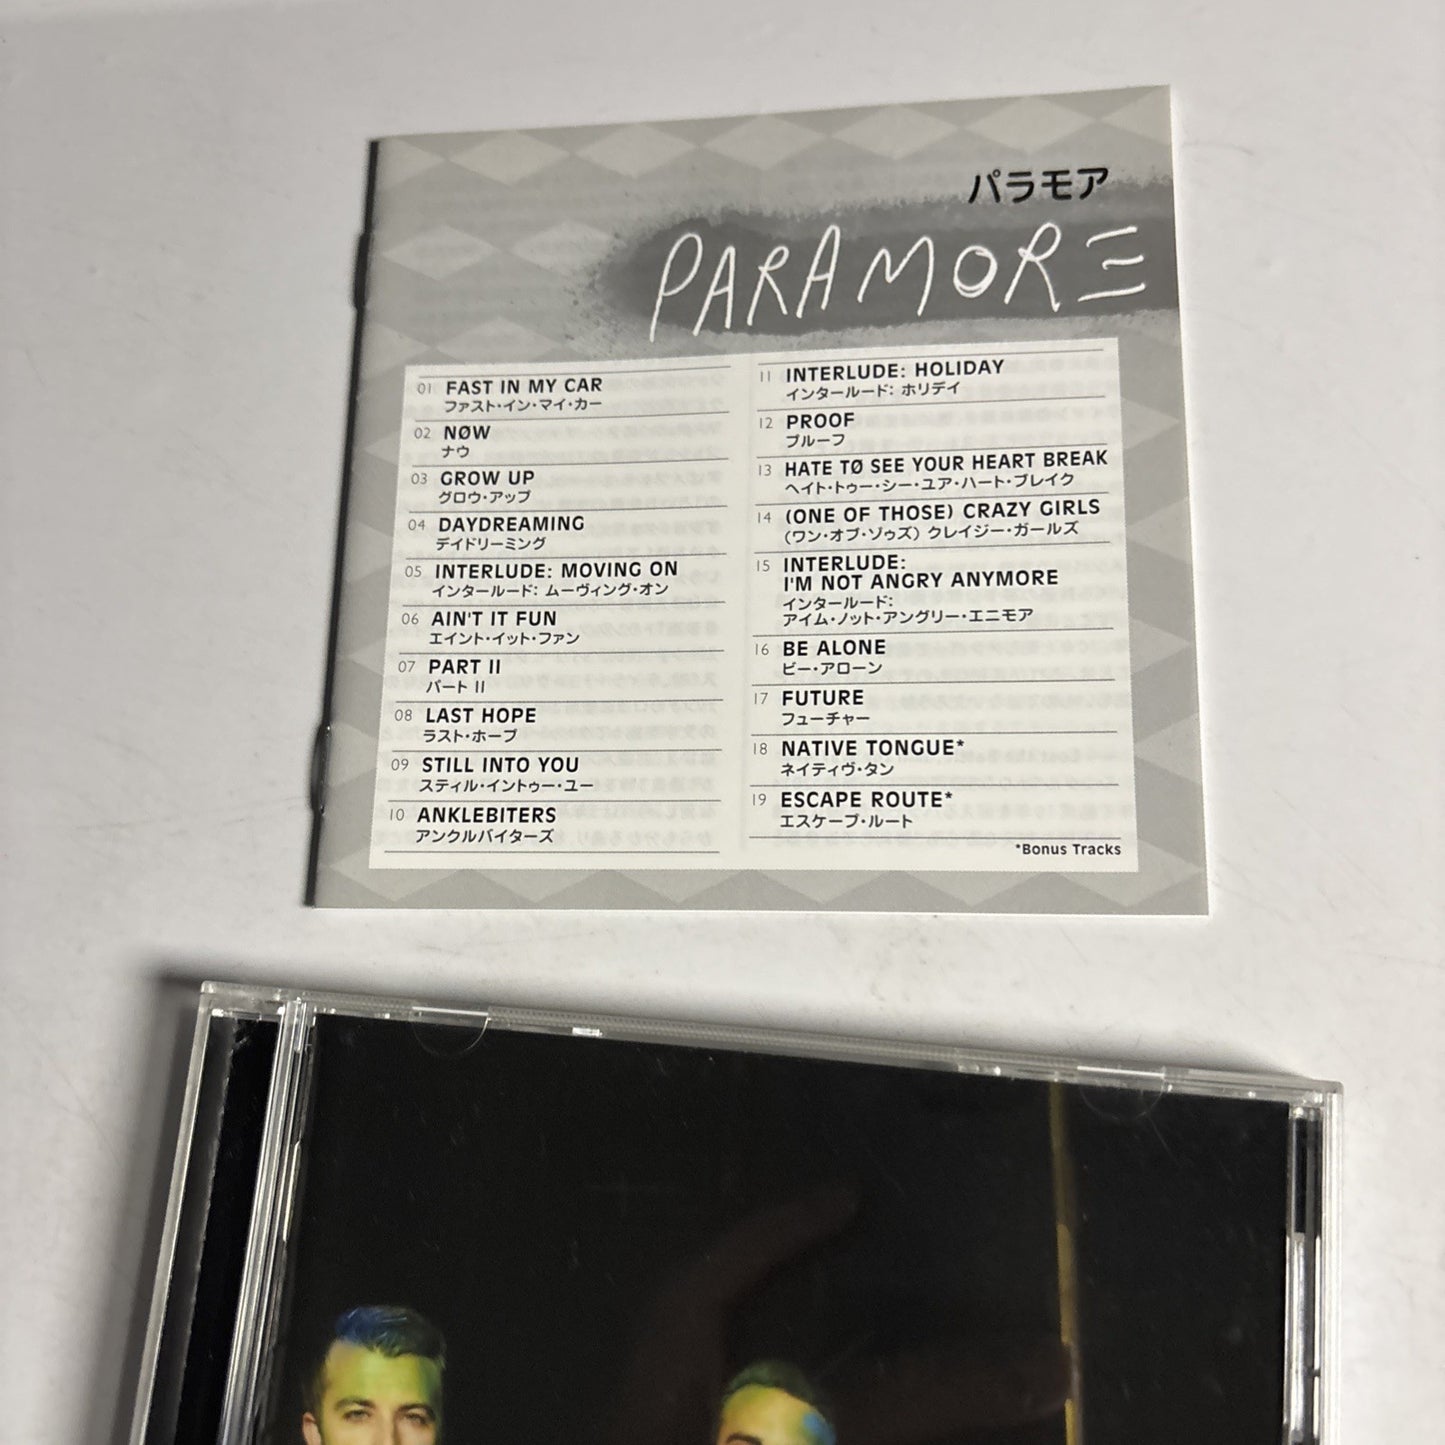 パラモア
PARAMORE
01 FAST IN MY CAR
ファスト・イン・マイ・カー
02 NØW
ナウ
03 GROW UP
グロウ・アップ
04 DAYDREAMING
デイドリーミング
05 INTERLUDE: MOVING ON
インタールード: ムーヴィング・オン
06 AIN'T IT FUN
エイント・イット・ファン
07 PART II
パート II
08 LAST HOPE
ラスト・ホープ
09 STILL INTO YOU
スティル・イントゥー・ユー
10 ANKLEBITERS
アンクルバイターズ
11 INTERLUDE: HOLIDAY
インタールード: ホリデイ
12 PROOF
プルーフ
13 HATE TØ SEE YOUR HEART BREAK
ヘイト・トゥー・シー・ユア・ハート・ブレイク
14 (ONE OF THOSE) CRAZY GIRLS
(ワン・オブ・ゾゥズ) クレイジー・ガールズ
15 INTERLUDE:
I'M NOT ANGRY ANYMORE
インタールード:
アイム・ノット・アングリー・エニモア
16 BE ALONE
ビー・アローン
17 FUTURE
フューチャー
18 NATIVE TONGUE*
ネイティヴ・タン
19 ESCAPE ROUTE*
エスケープ・ルート
*Bonus Tracks